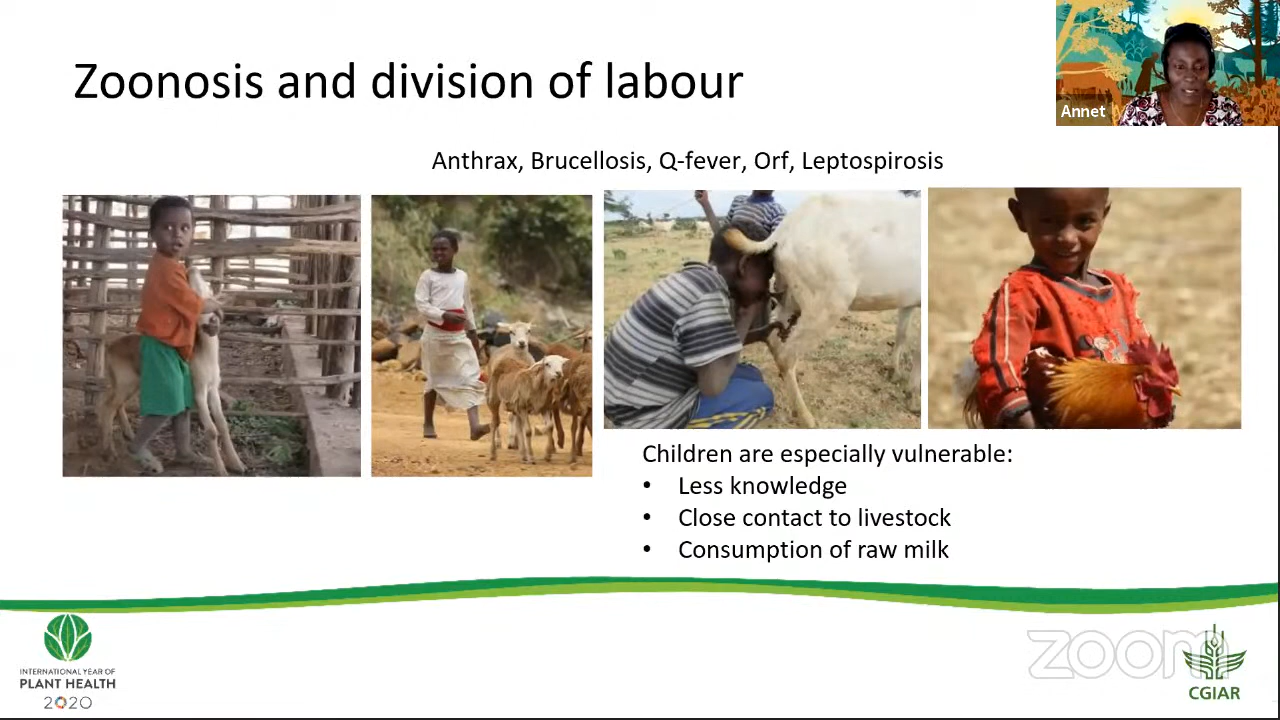 Zoonosis and division of labour
Annet
Anthrax, Brucellosis, Q-fever, Orf, Leptospirosis
Children are especially vulnerable:
• Less knowledge
• Close contact to livestock
• Consumption of raw milk
INTERNATIONAL YEAR OF
PLANT HEALTH
2020
zoom
CGIAR